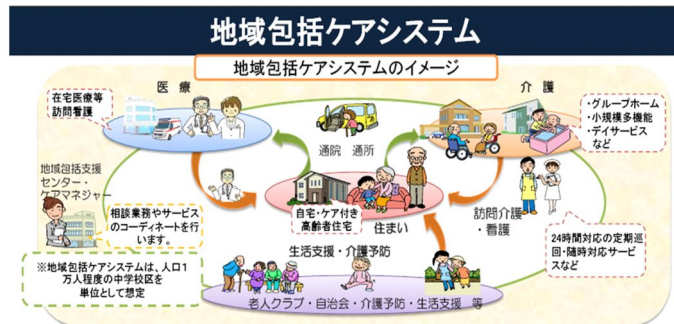 地域包括ケアシステム
地域包括ケアシステムのイメージ
医 療
介 護
在宅医療等
訪問看護
・グループホーム
・小規模多機能
・デイサービス
など
通院 通所
地域包括支援
センター・
ケアマネジャー
自宅・ケア付き
高齢者住宅
住まい
相談業務やサービス
のコーディネートを行
います。
訪問介護
・看護
生活支援・介護予防
24時間対応の定期巡
回・随時対応サービ
スなど
※地域包括ケアシステムは、人口1
万人程度の中学校区を
単位として想定
老人クラブ・自治会・介護予防・生活支援 等